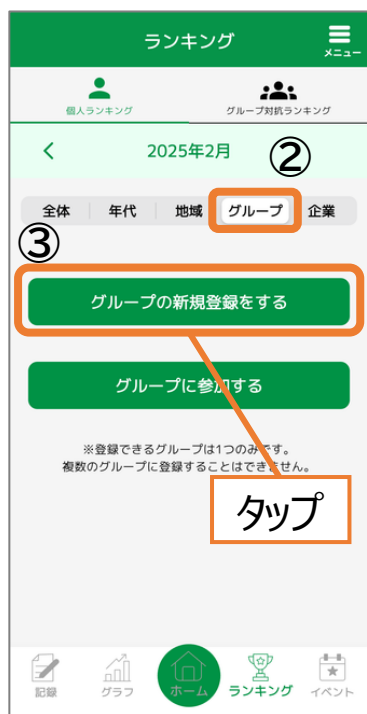 ランキング
メニュー
個人ランキング
グループ対抗ランキング
2025年2月
②
全体 年代 地域 グループ 企業
③
グループの新規登録をする
グループに参加する
※登録できるグループは1つのみです。
複数のグループに登録することはできません。
タップ
記録 グラフ ホーム ランキング イベント